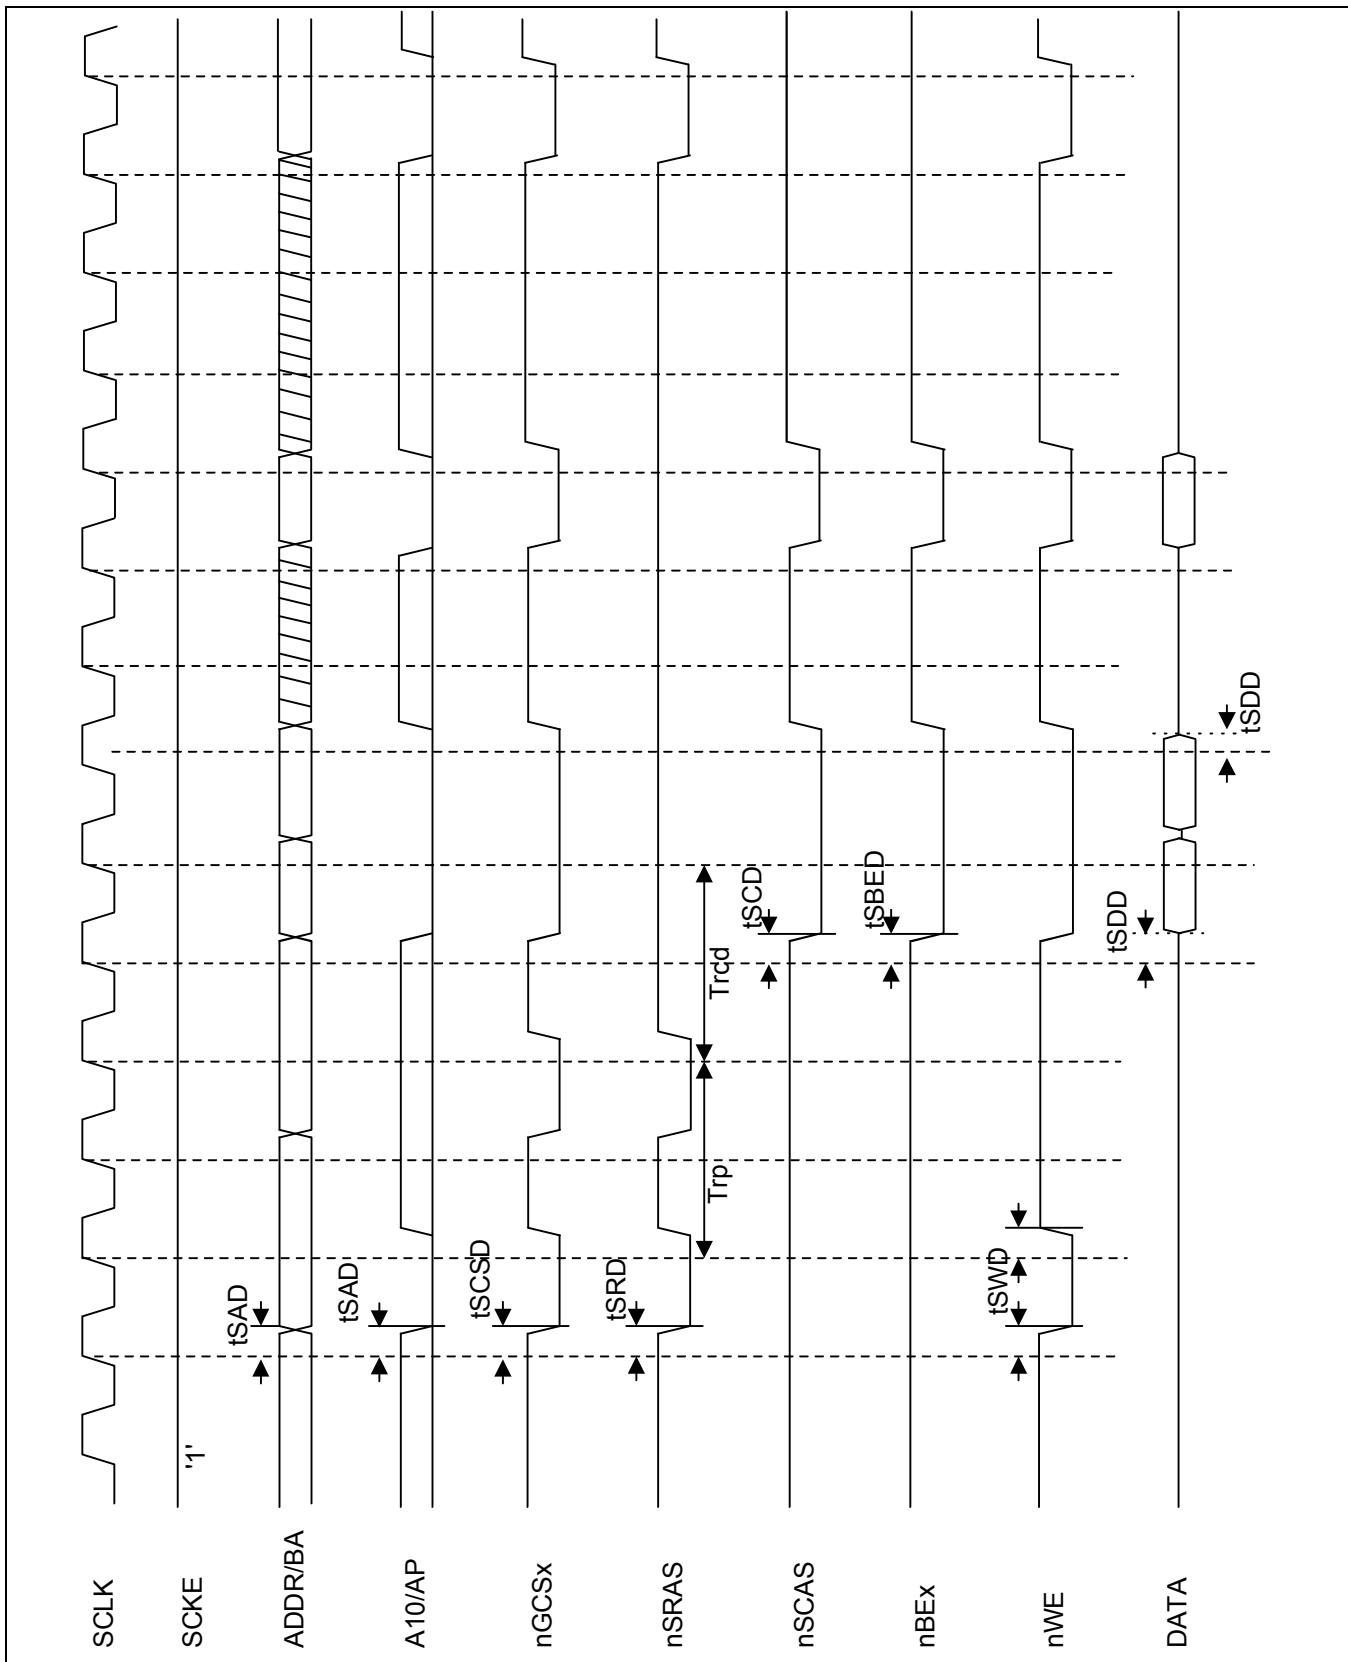 SCLK
'1'
SCKE
tSAD
ADDR/BA
tSAD
A10/AP
tSCSD
nGCSx
tSRD
nSRAS
Trp
Trcd
tSCD
nSCAS
tSBED
nBEx
tSWD
nWE
tSDD
DATA
tSDD